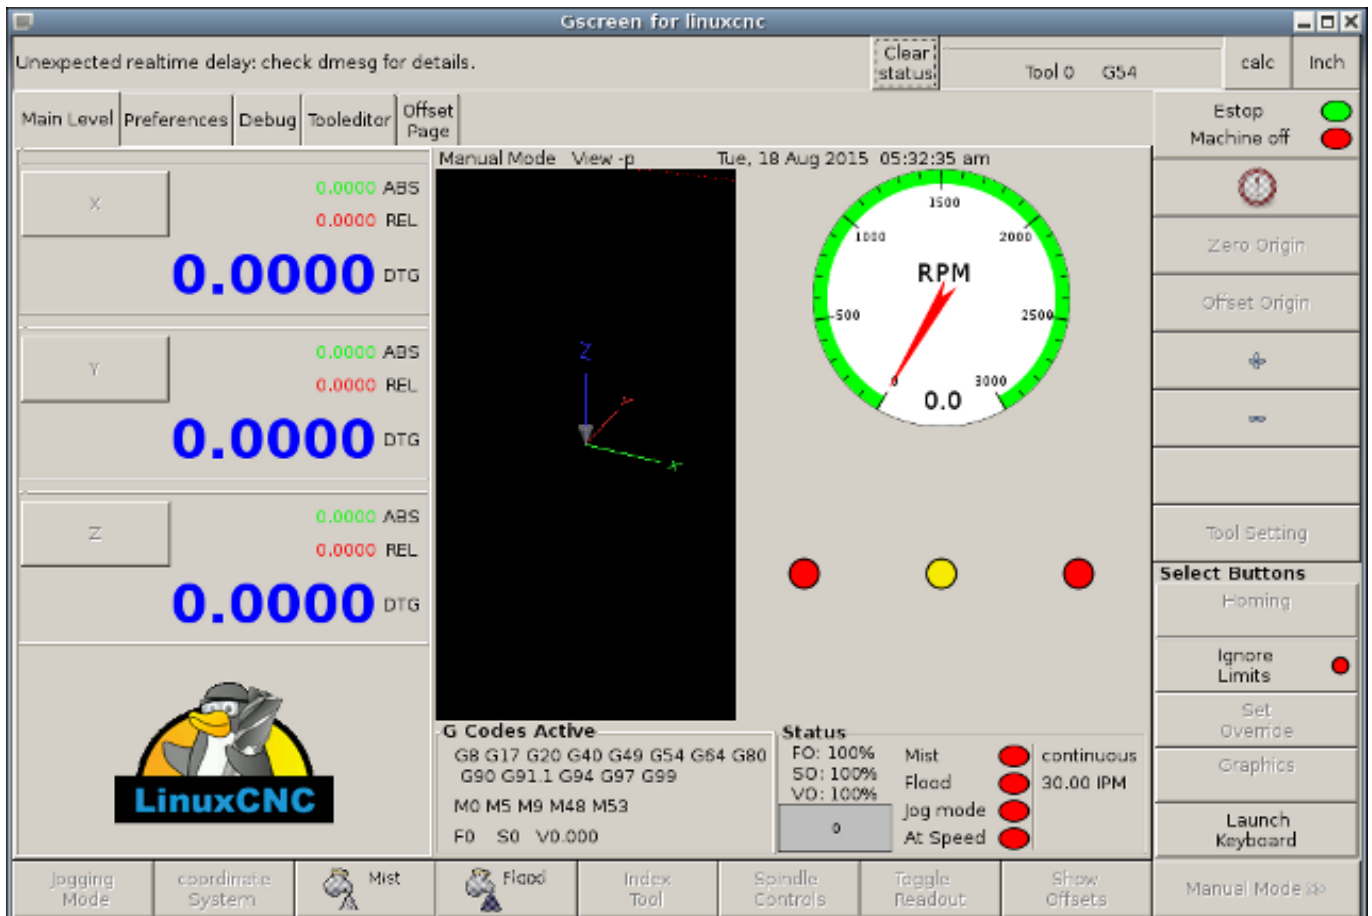 Gscreen for linuxcnc
Unexpected realtime delay: check dmesg for details.
Clear
status
Tool 0 G54
calc
Inch
Main Level
Preferences
Debug
Tooleditor
Offset
Page
Estop
Machine off
Manual Mode View -p Tue, 18 Aug 2015 05:32:35 am
X
0.0000 ABS
0.0000 REL
0.0000 DTG
Y
0.0000 ABS
0.0000 REL
0.0000 DTG
Z
0.0000 ABS
0.0000 REL
0.0000 DTG
LinuxCNC
Z
Y
X
1500
1000
2000
RPM
500
2500
0
3000
0.0
Zero Origin
Offset Origin
Tool Setting
Select Buttons
Homing
Ignore
Limits
Set
Override
Graphics
Launch
Keyboard
G Codes Active
G8 G17 G20 G40 G49 G54 G64 G80
G90 G91.1 G94 G97 G99
M0 M5 M9 M48 M53
F0 S0 V0.000
Status
FO: 100%
SO: 100%
VO: 100%
0
Mist
Flood
Jog mode
At Speed
continuous
30.00 IPM
Jogging
Mode
coordinate
System
Mist
Flood
Index
Tool
Spindle
Controls
Toggle
Readout
Show
Offsets
Manual Mode >>